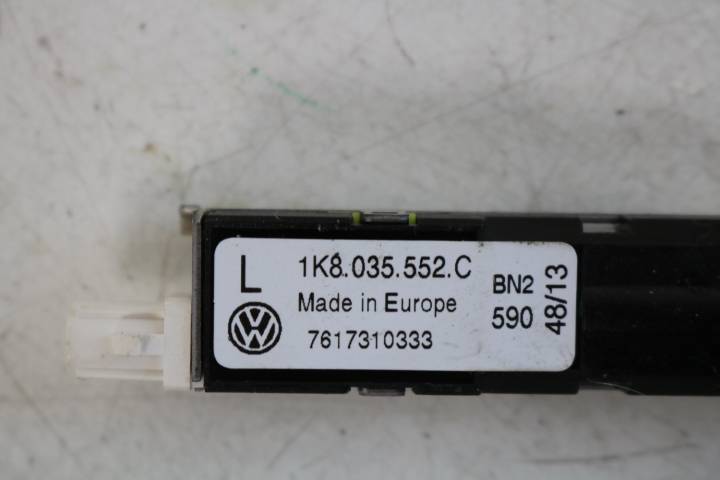 L
1K8.035.552.C
Made in Europe
7617310333
BN2
590
48/13